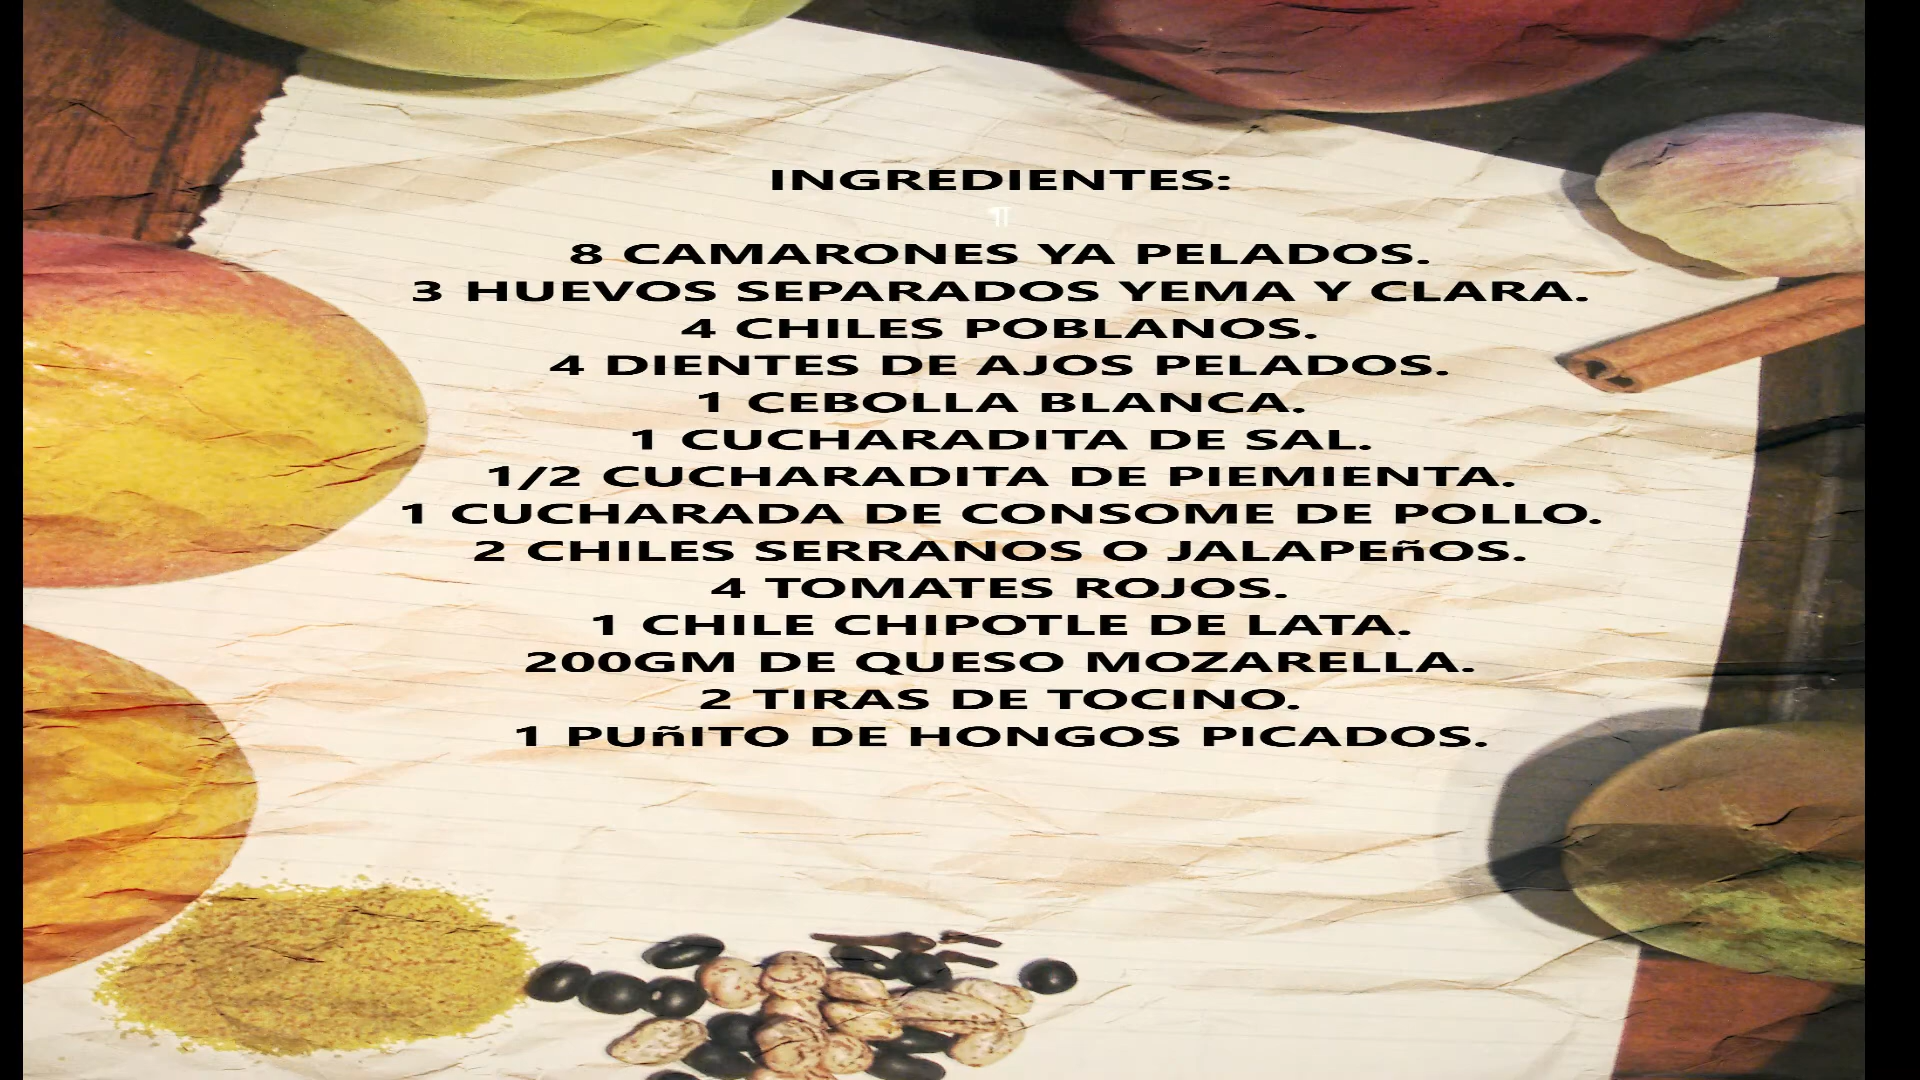 INGREDIENTES:
¶
8 CAMARONES YA PELADOS.
3 HUEVOS SEPARADOS YEMA Y CLARA.
4 CHILES POBLANOS.
4 DIENTES DE AJOS PELADOS.
1 CEBOLLA BLANCA.
1 CUCHARADITA DE SAL.
1/2 CUCHARADITA DE PIEMIENTA.
1 CUCHARADA DE CONSOME DE POLLO.
2 CHILES SERRANOS O JALAPEñOS.
4 TOMATES ROJOS.
1 CHILE CHIPOTLE DE LATA.
200GM DE QUESO MOZARELLA.
2 TIRAS DE TOCINO.
1 PUñITO DE HONGOS PICADOS.